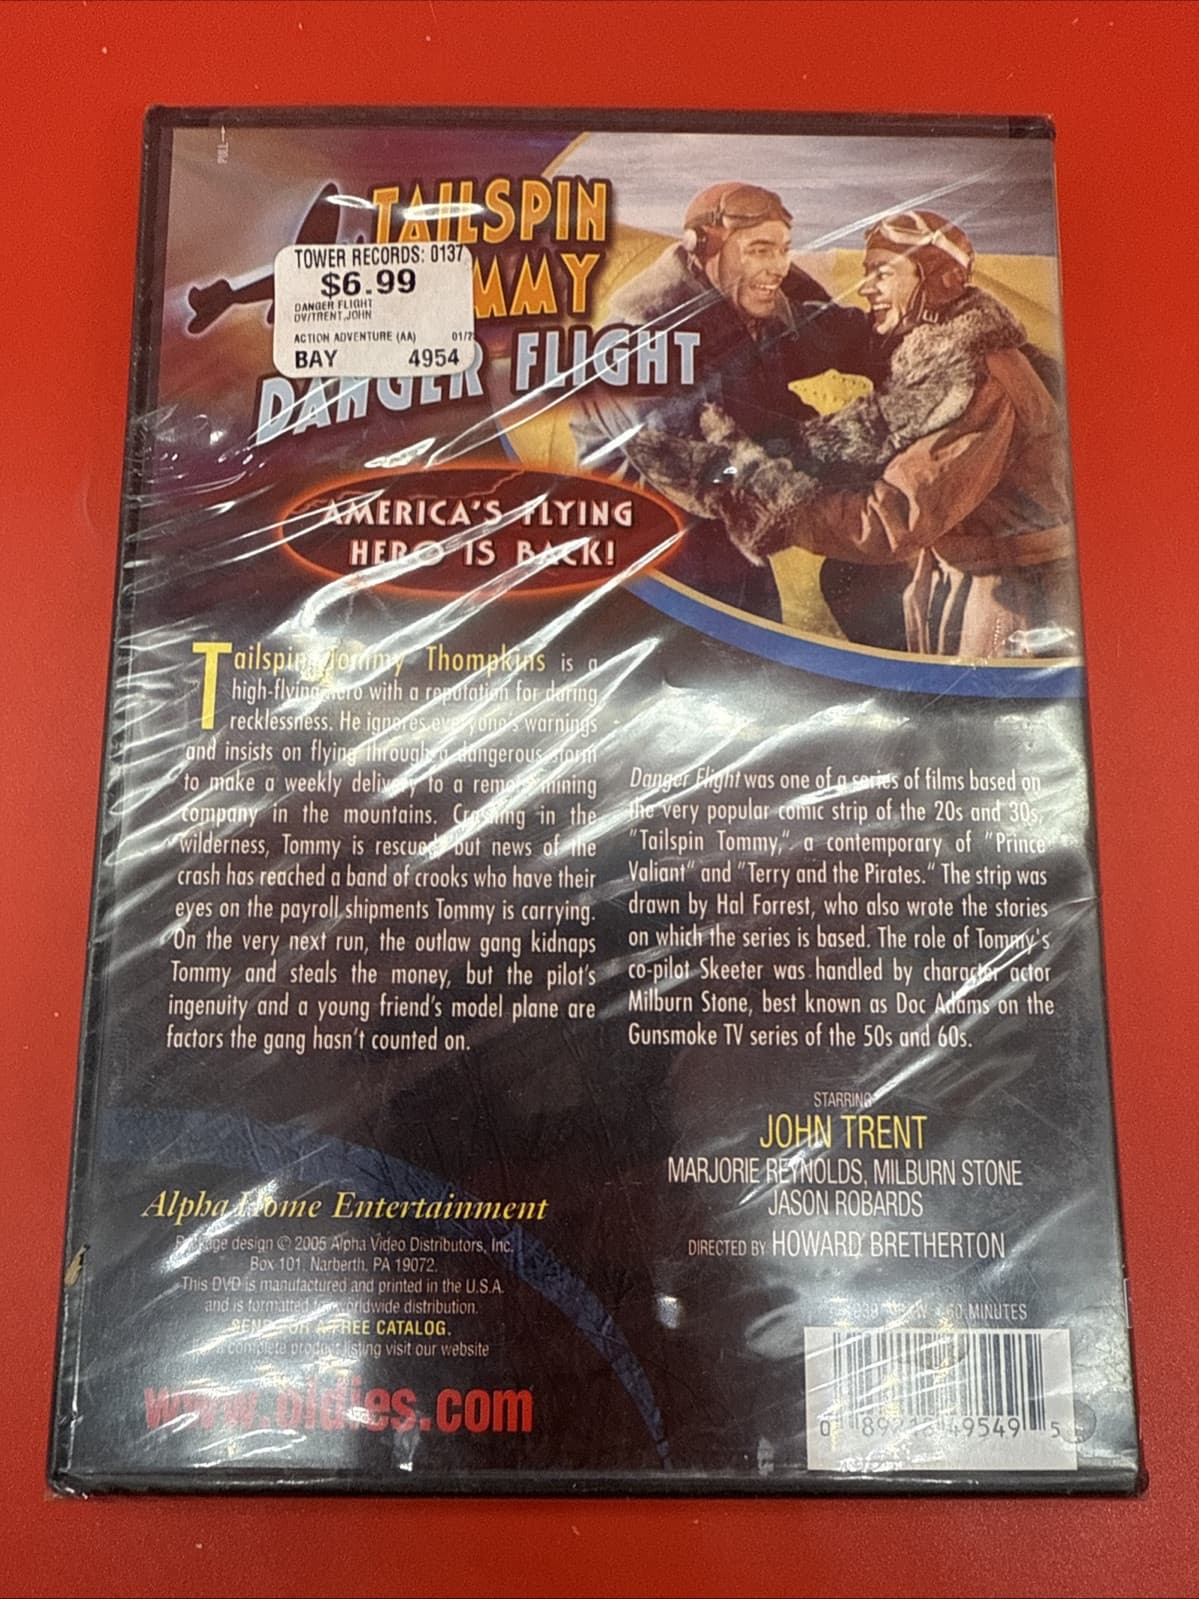 PULL
TAILSPIN
MMY
DANGER FLIGHT
TOWER RECORDS: 0137
$6.99
DANGER FLIGHT
DV/TRENT,JOHN
ACTION ADVENTURE (AA) 01/2
BAY 4954
AMERICA'S FLYING
HERO IS BACK!
Tailspin Tommy Thompkins is a
high-flying hero with a reputation for daring
recklessness. He ignores everyone's warnings
and insists on flying through a dangerous storm
to make a weekly delivery to a remote mining
company in the mountains. Crashing in the
wilderness, Tommy is rescued, but news of the
crash has reached a band of crooks who have their
eyes on the payroll shipments Tommy is carrying.
On the very next run, the outlaw gang kidnaps
Tommy and steals the money, but the pilot's
ingenuity and a young friend's model plane are
factors the gang hasn't counted on.
Danger Flight was one of a series of films based on
the very popular comic strip of the 20s and 30s,
"Tailspin Tommy," a contemporary of "Prince
Valiant" and "Terry and the Pirates." The strip was
drawn by Hal Forrest, who also wrote the stories
on which the series is based. The role of Tommy's
co-pilot Skeeter was handled by character actor
Milburn Stone, best known as Doc Adams on the
Gunsmoke TV series of the 50s and 60s.
STARRING
JOHN TRENT
MARJORIE REYNOLDS, MILBURN STONE
JASON ROBARDS
DIRECTED BY HOWARD BRETHERTON
Alpha Home Entertainment
Package design © 2005 Alpha Video Distributors, Inc.
Box 101, Narberth, PA 19072.
This DVD is manufactured and printed in the U.S.A.
and is formatted for worldwide distribution.
SEND FOR A FREE CATALOG.
a complete product listing visit our website
www.oldies.com
60 MINUTES
0 89218 49549 5